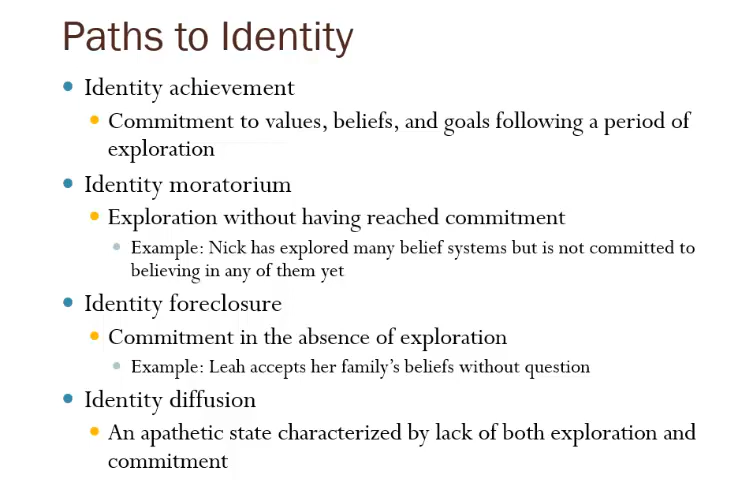 Paths to Identity
Identity achievement
Commitment to values, beliefs, and goals following a period of
exploration
Identity moratorium
Exploration without having reached commitment
Example: Nick has explored many belief systems but is not committed to
believing in any of them yet
Identity foreclosure
Commitment in the absence of exploration
Example: Leah accepts her family's beliefs without question
Identity diffusion
An apathetic state characterized by lack of both exploration and
commitment